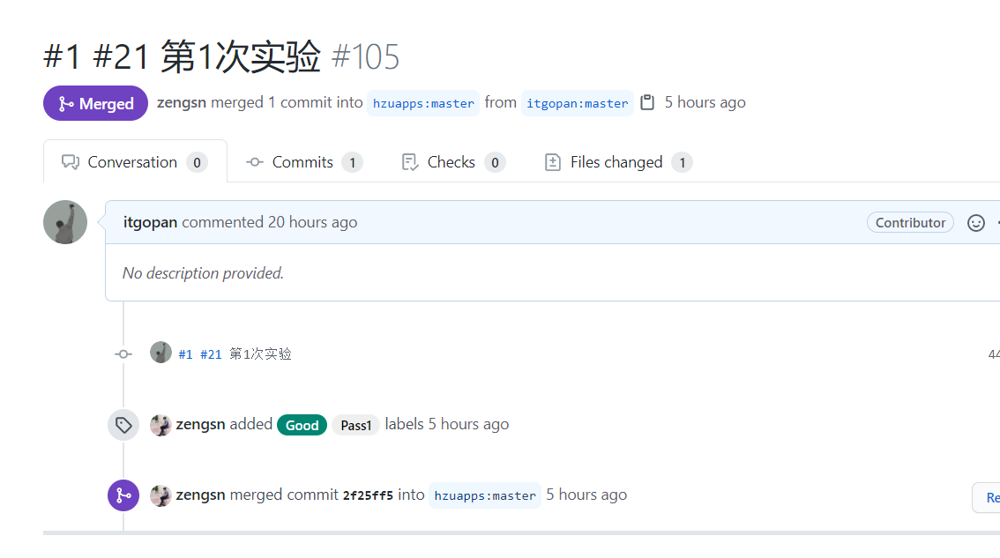 #1 #21 第1次实验 #105
Merged zengsn merged 1 commit into hzuapps:master from itgopan:master 5 hours ago
Conversation 0 Commits 1 Checks 0 Files changed 1
itgopan commented 20 hours ago Contributor
No description provided.
#1 #21 第1次实验 44
zengsn added Good Pass1 labels 5 hours ago
zengsn merged commit 2f25ff5 into hzuapps:master 5 hours ago Re